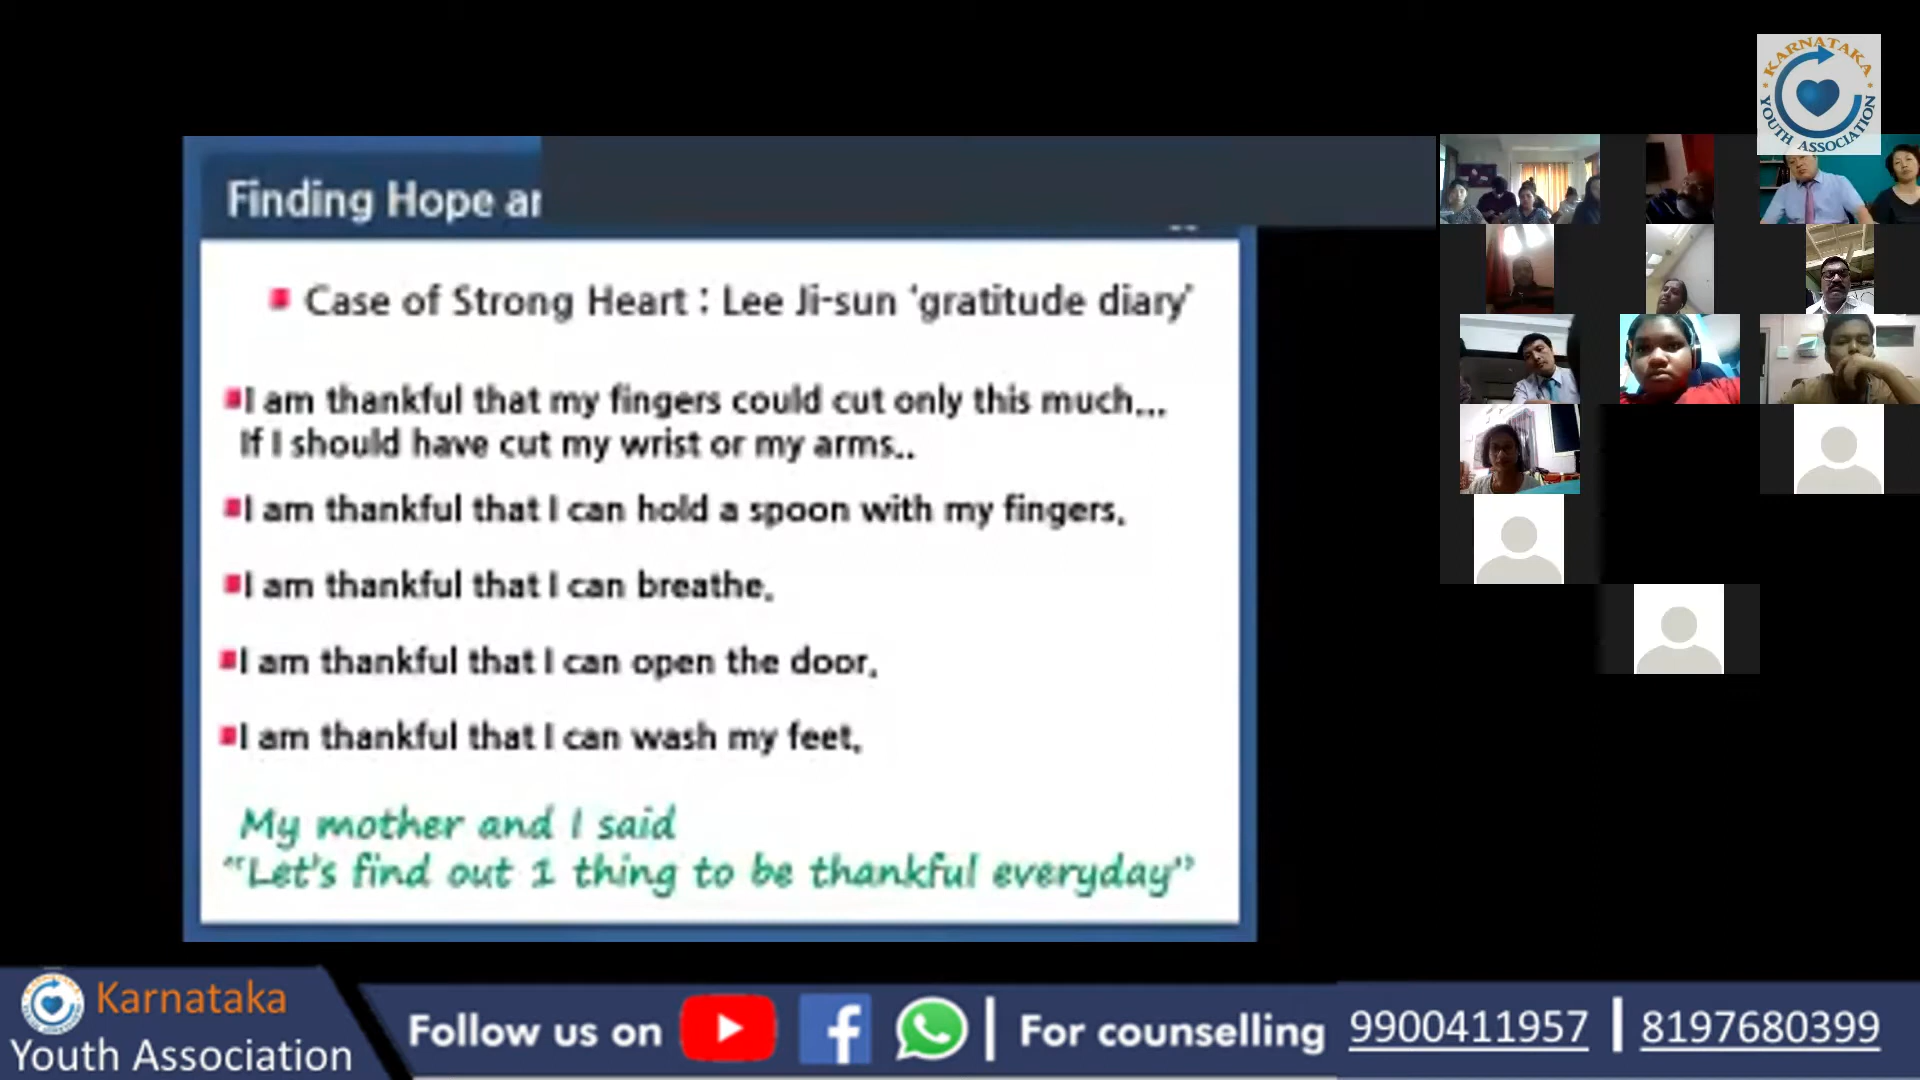 KARNATAKA
YOUTH ASSOCIATION
Finding Hope
Case of Strong Heart : Lee Ji-sun ‘gratitude diary’
I am thankful that my fingers could cut only this much...
If I should have cut my wrist or my arms..
I am thankful that I can hold a spoon with my fingers.
I am thankful that I can breathe.
I am thankful that I can open the door.
I am thankful that I can wash my feet.
My mother and I said
“Let's find out 1 thing to be thankful everyday”
Karnataka
Youth Association
Follow us on | For counselling 9900411957 | 8197680399